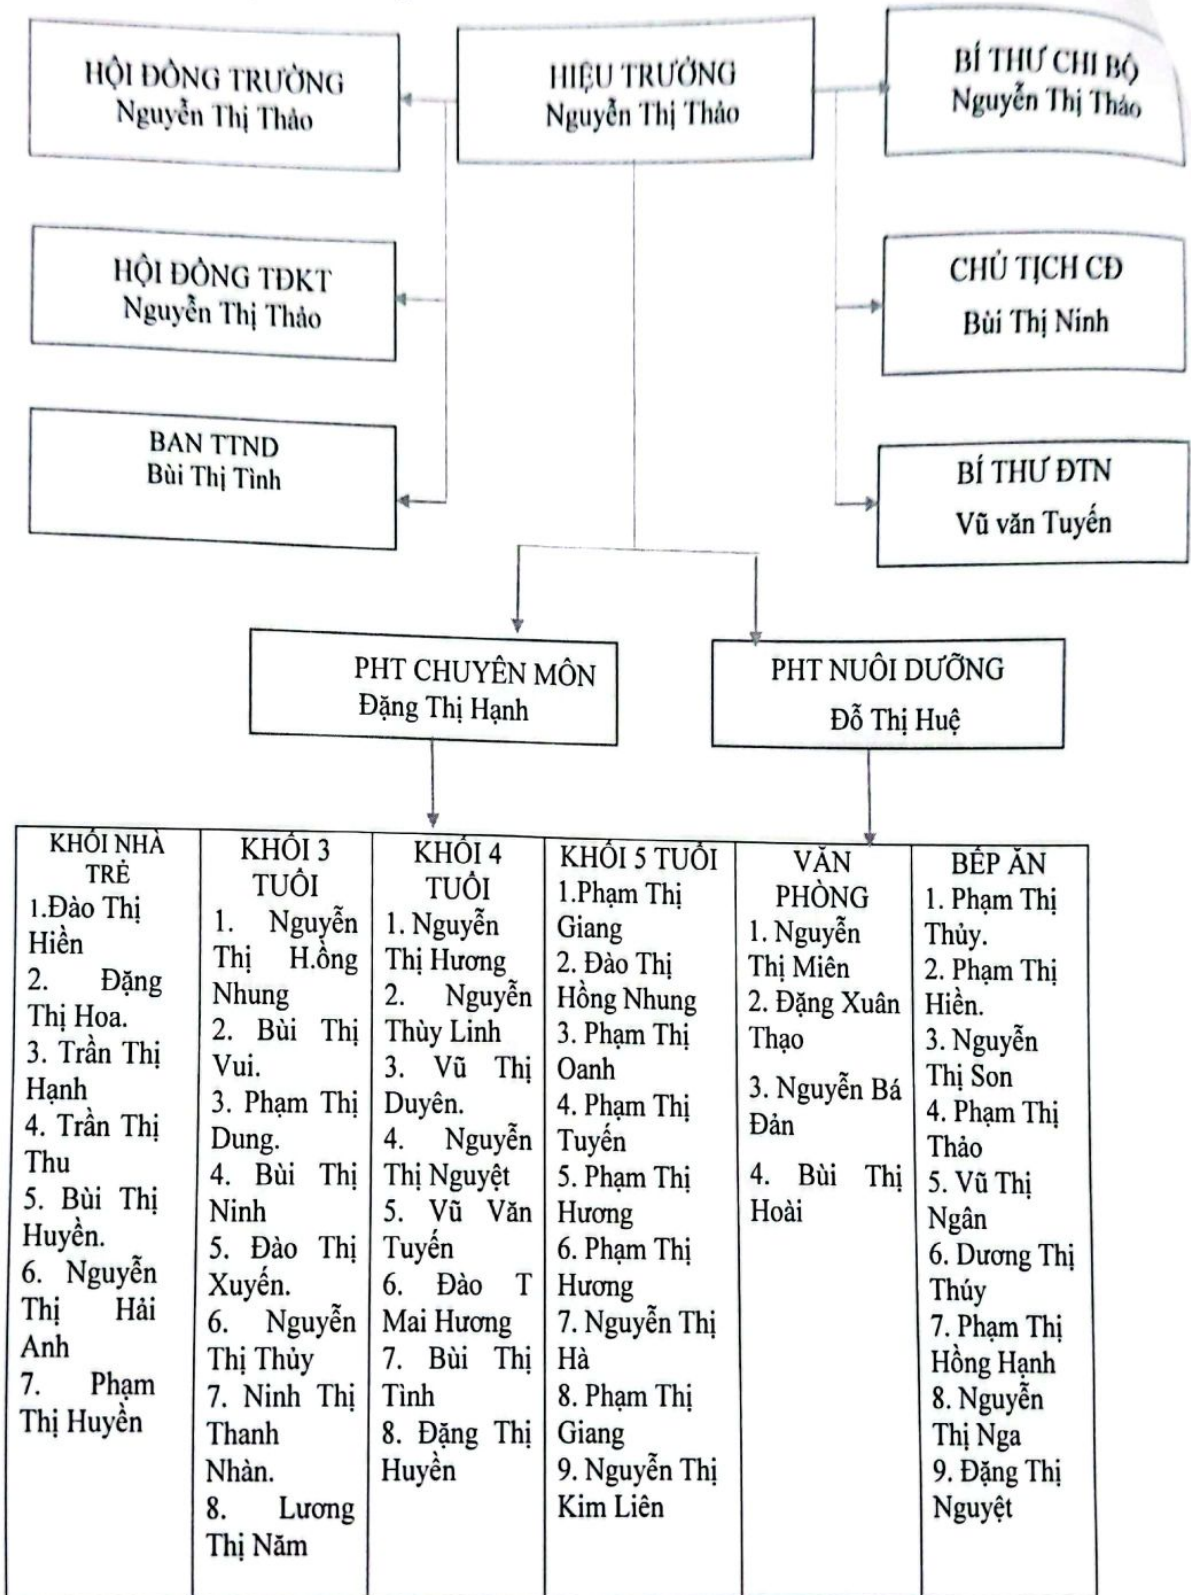 HỘI ĐỒNG TRƯỜNG
Nguyễn Thị Thảo
HIỆU TRƯỞNG
Nguyễn Thị Thảo
BÍ THƯ CHI BỘ
Nguyễn Thị Thảo
HỘI ĐỒNG TĐKT
Nguyễn Thị Thảo
CHỦ TỊCH CĐ
Bùi Thị Ninh
BAN TTND
Bùi Thị Tình
BÍ THƯ ĐTN
Vũ văn Tuyến
PHT CHUYÊN MÔN
Đặng Thị Hạnh
PHT NUÔI DƯỠNG
Đỗ Thị Huệ
KHỐI NHÀ
TRẺ
1.Đào Thị
Hiền
2. Đặng
Thị Hoa.
3. Trần Thị
Hạnh
4. Trần Thị
Thu
5. Bùi Thị
Huyền.
6. Nguyễn
Thị Hải
Anh
7. Phạm
Thị Huyền
KHỐI 3
TUỔI
1. Nguyễn
Thị H.ồng
Nhung
2. Bùi Thị
Vui.
3. Phạm Thị
Dung.
4. Bùi Thị
Ninh
5. Đào Thị
Xuyến.
6. Nguyễn
Thị Thủy
7. Ninh Thị
Thanh
Nhàn.
8. Lương
Thị Năm
KHỐI 4
TUỔI
1. Nguyễn
Thị Hương
2. Nguyễn
Thùy Linh
3. Vũ Thị
Duyên.
4. Nguyễn
Thị Nguyệt
5. Vũ Văn
Tuyến
6. Đào T
Mai Hương
7. Bùi Thị
Tình
8. Đặng Thị
Huyền
KHỐI 5 TUỔI
1.Phạm Thị
Giang
2. Đào Thị
Hồng Nhung
3. Phạm Thị
Oanh
4. Phạm Thị
Tuyến
5. Phạm Thị
Hương
6. Phạm Thị
Hương
7. Nguyễn Thị
Hà
8. Phạm Thị
Giang
9. Nguyễn Thị
Kim Liên
VĂN
PHÒNG
1. Nguyễn
Thị Miên
2. Đặng Xuân
Thạo
3. Nguyễn Bá
Đản
4. Bùi Thị
Hoài
BẾP ĂN
1. Phạm Thị
Thủy.
2. Phạm Thị
Hiền.
3. Nguyễn
Thị Son
4. Phạm Thị
Thảo
5. Vũ Thị
Ngân
6. Dương Thị
Thúy
7. Phạm Thị
Hồng Hạnh
8. Nguyễn
Thị Nga
9. Đặng Thị
Nguyệt